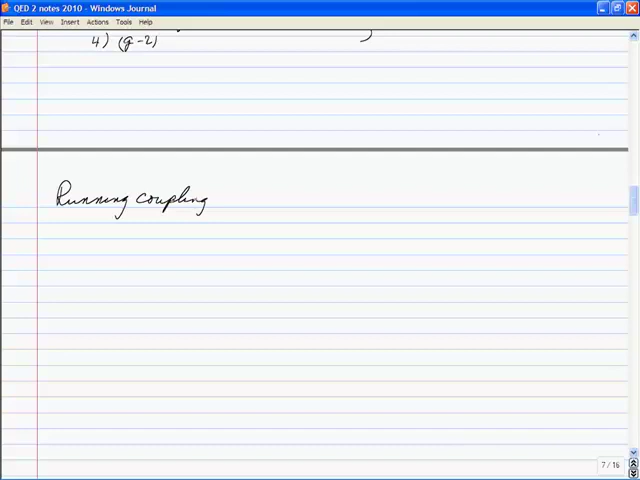 QED 2 notes 2010 - Windows Journal
File Edit View Insert Actions Tools Help
4) (g-2)
Running coupling
7 / 16